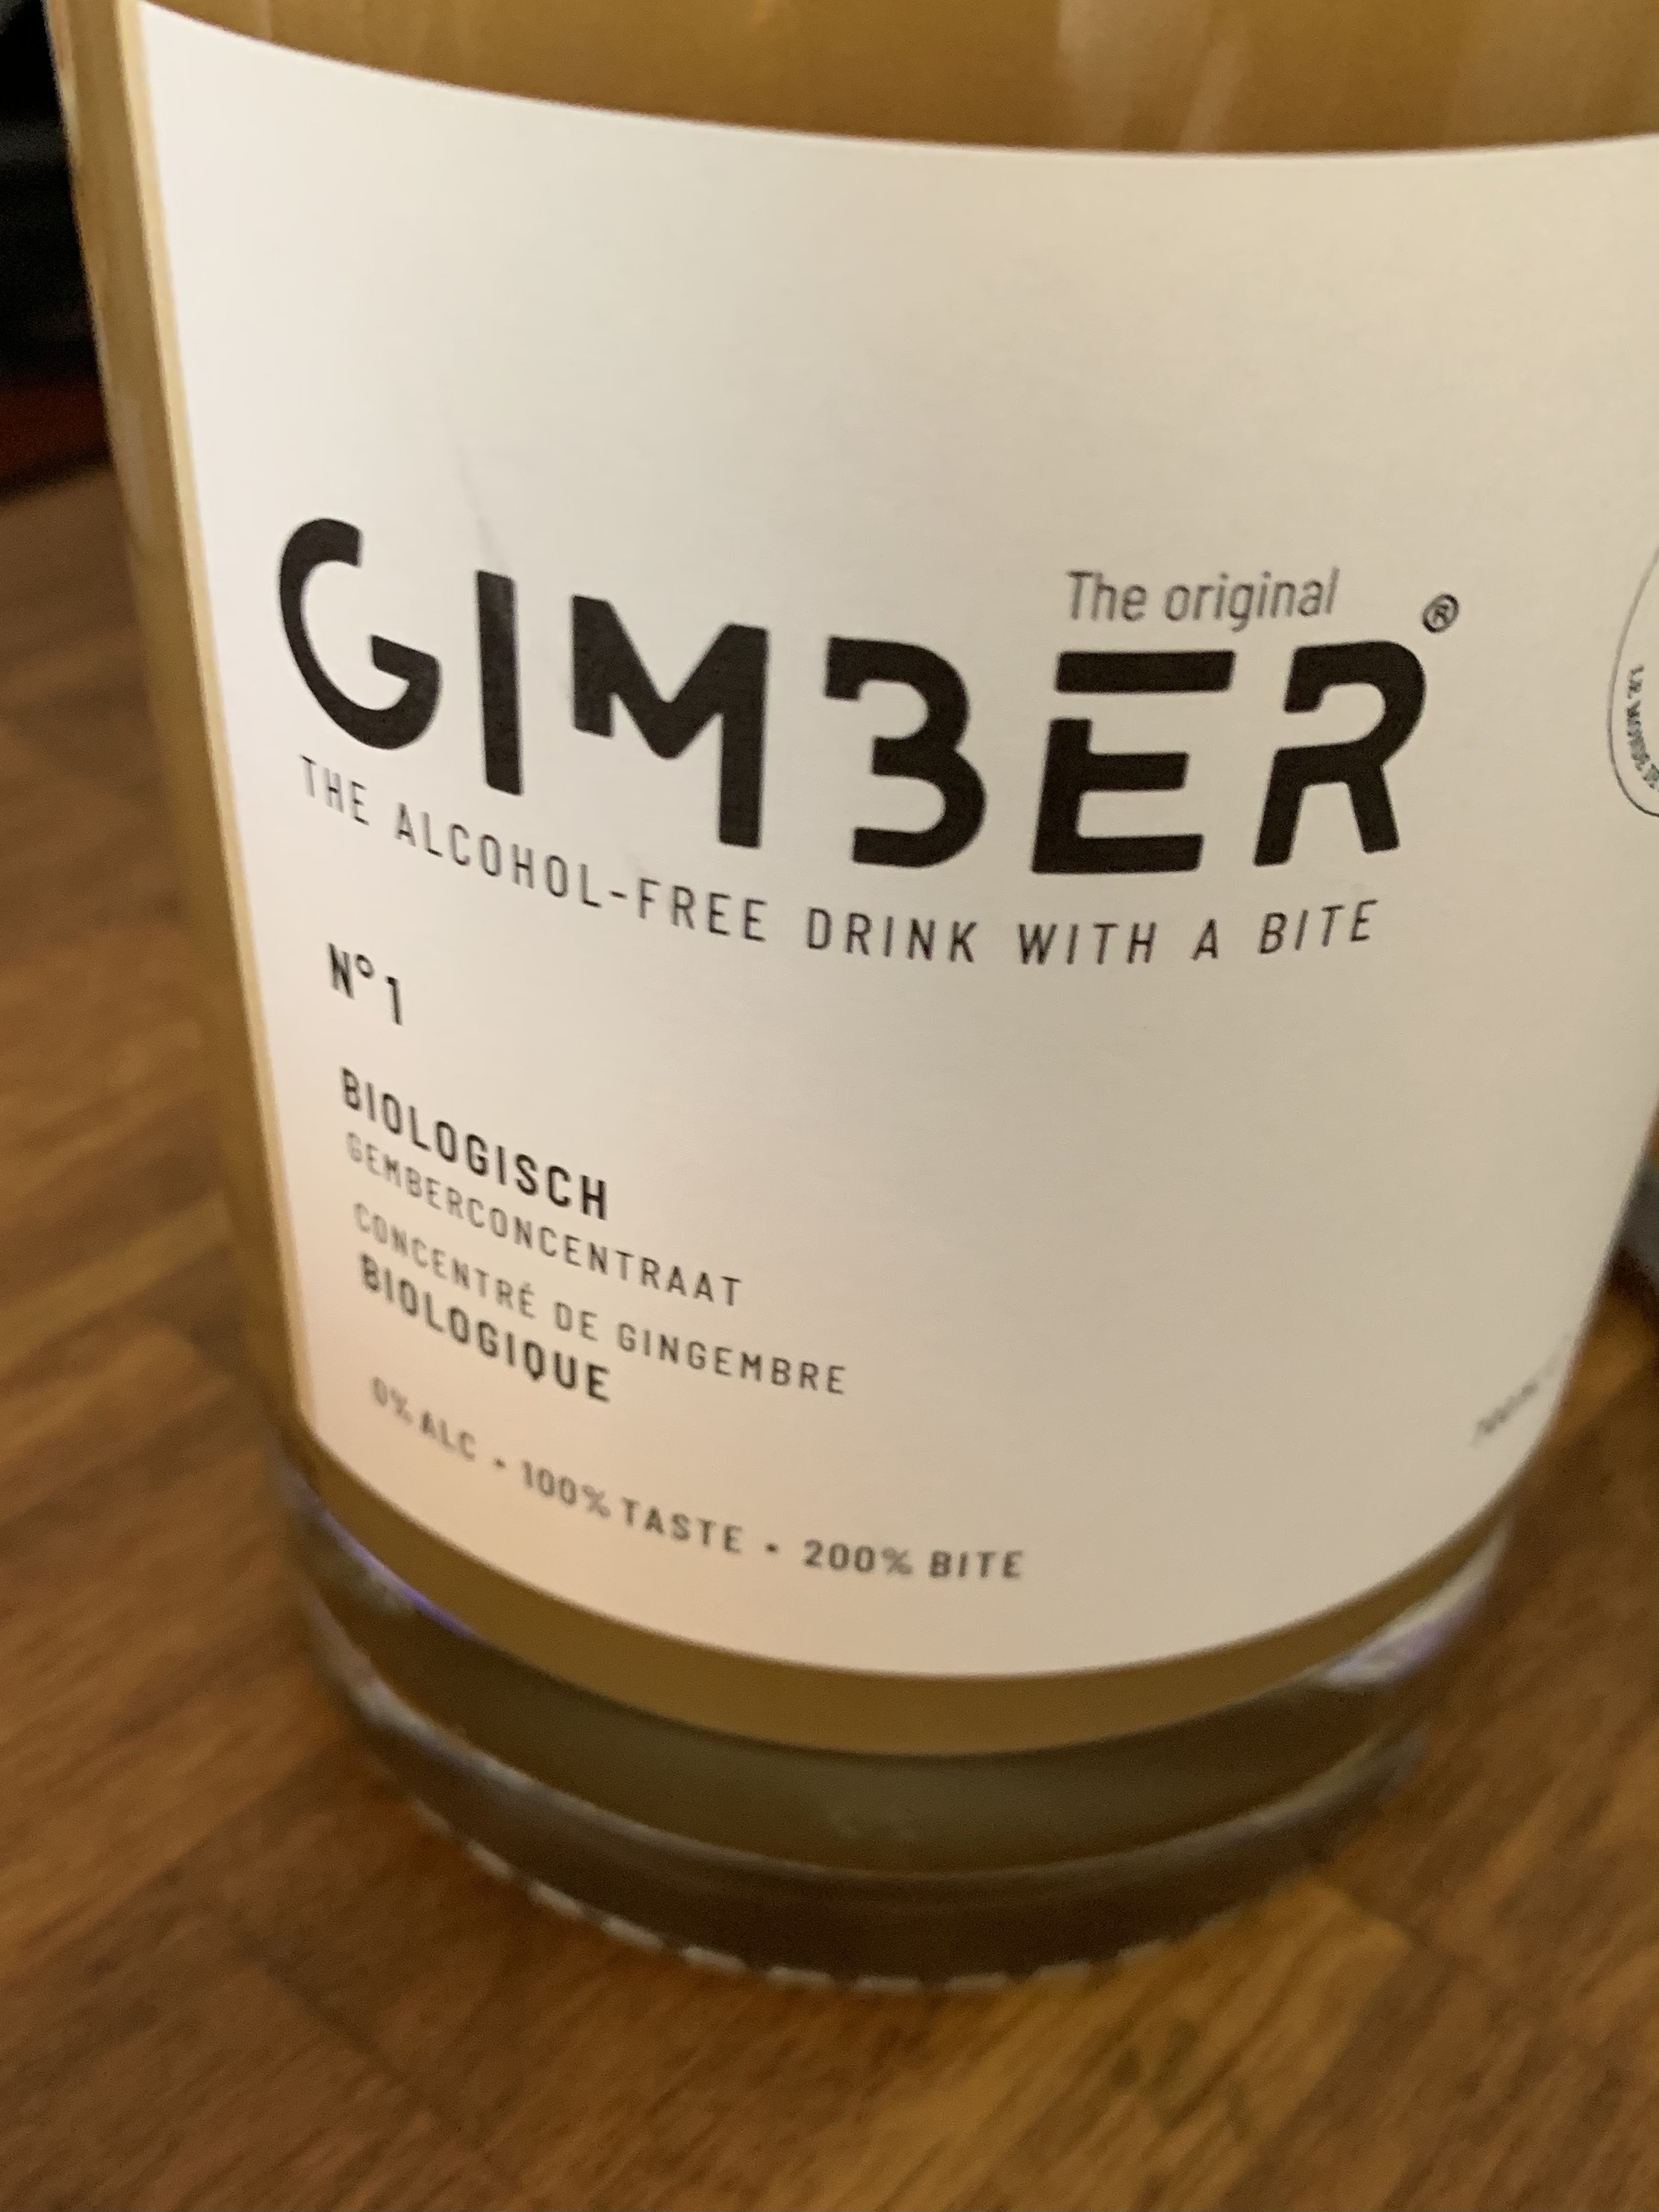 The original
GIMBER®
THE ALCOHOL-FREE DRINK WITH A BITE
N° 1
BIOLOGISCH
GEMBERCONCENTRAAT
CONCENTRÉ DE GINGEMBRE
BIOLOGIQUE
0% ALC • 100% TASTE • 200% BITE